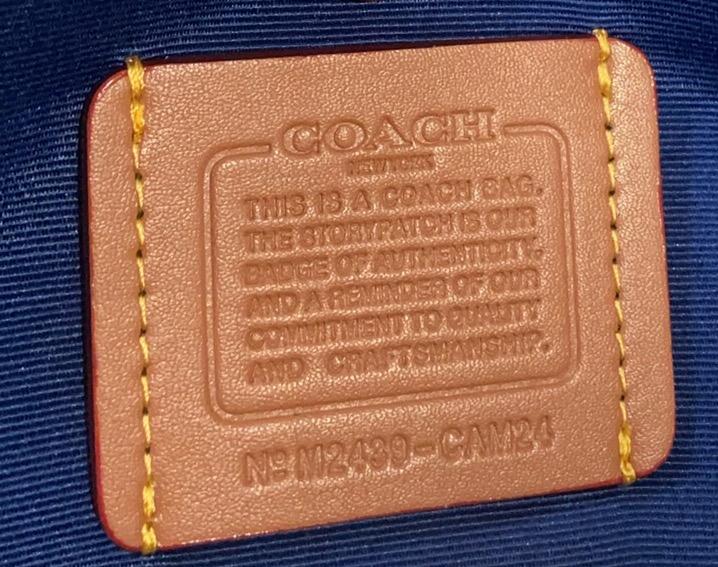 COACH
NEW YORK
THIS IS A COACH BAG.
THE STORYPATCH IS OUR
BADGE OF AUTHENTICITY,
AND A REMINDER OF OUR
COMMITMENT TO QUALITY
AND CRAFTSMANSHIP.
Nº M2439-CAM24